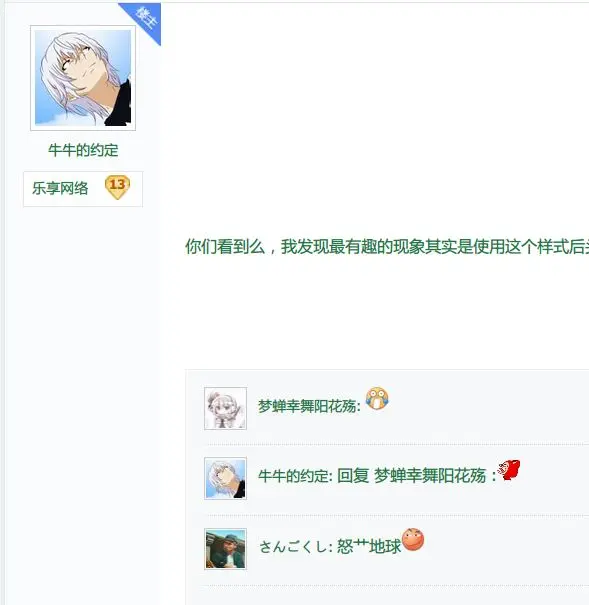 楼主
牛牛的约定
乐享网络 13
你们看到么，我发现最有趣的现象其实是使用这个样式后
梦蝉幸舞阳花殇:
牛牛的约定: 回复 梦蝉幸舞阳花殇：
さんごくし: 怒艹地球